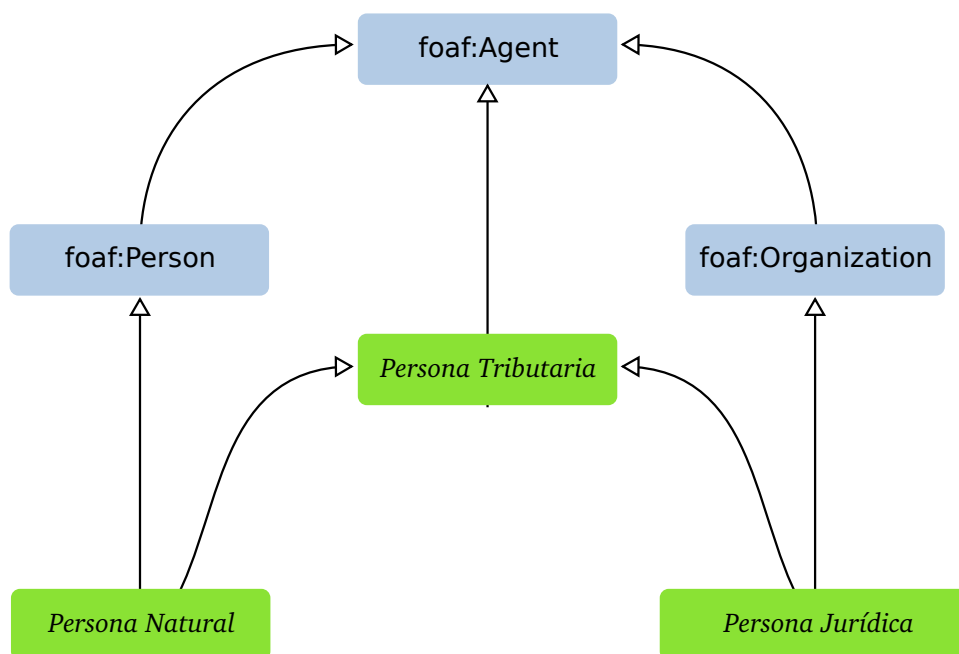 foaf:Agent
foaf:Person
foaf:Organization
Persona Tributaria
Persona Natural
Persona Jurídica